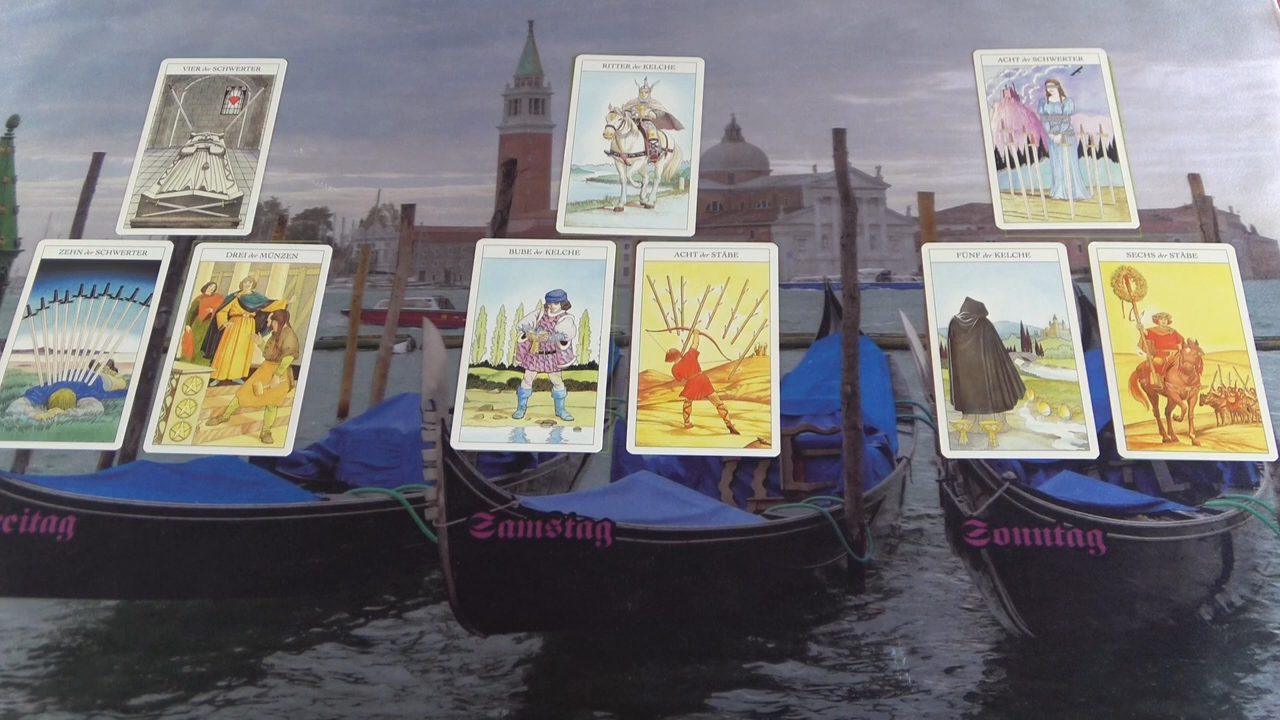 VIER der SCHWERTER
RITTER der KELCHE
ACHT der SCHWERTER
ZEHN der SCHWERTER
DREI der MÜNZEN
BUBE der KELCHE
ACHT der STÄBE
FÜNF der KELCHE
SECHS der STÄBE
reitag
Samstag
Sonntag